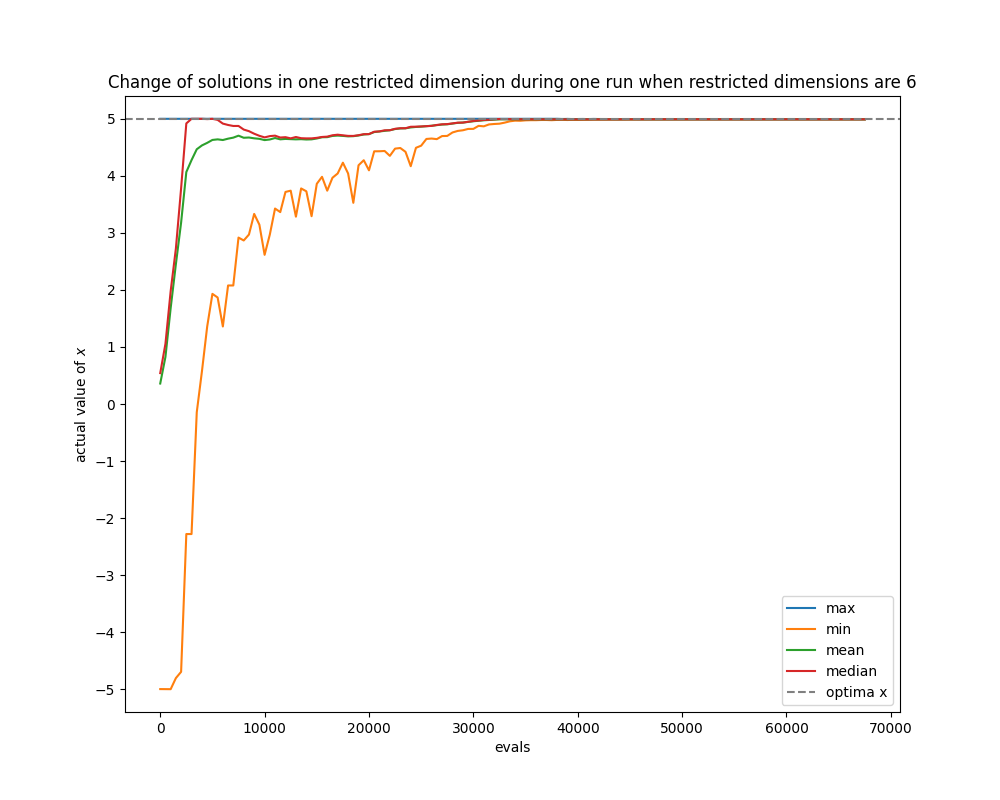 Change of solutions in one restricted dimension during one run when restricted dimensions are 6
5
4
3
2
1
0
−1
−2
−3
−4
−5
actual value of x
0 10000 20000 30000 40000 50000 60000 70000
evals
max
min
mean
median
optima x